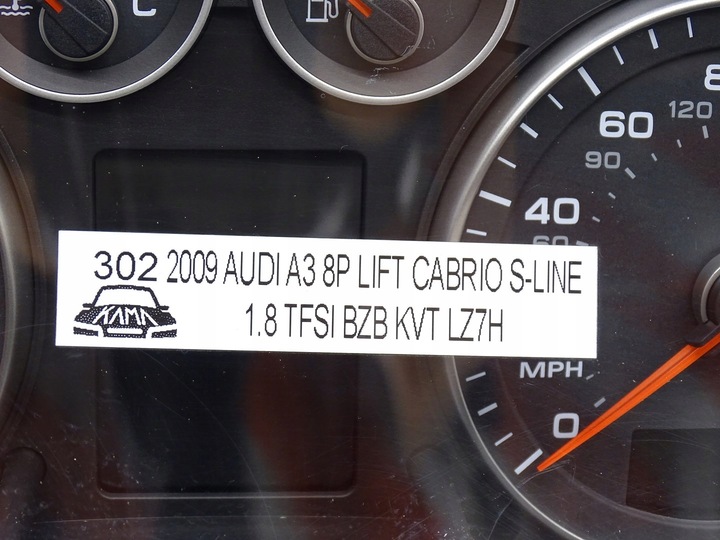 C
8
60
120
90
40
60
302 2009 AUDI A3 8P LIFT CABRIO S-LINE
KAMA
1.8 TFSI BZB KVT LZ7H
MPH
0